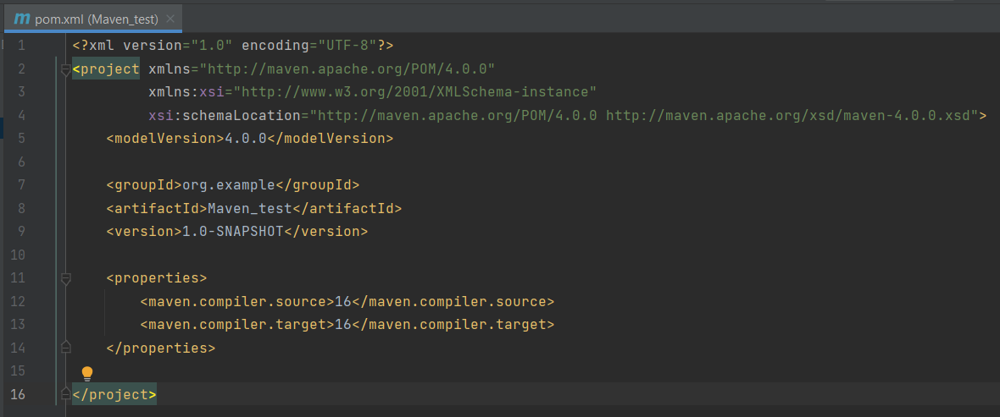 m pom.xml (Maven_test) ×
1 <?xml version="1.0" encoding="UTF-8"?>
2 <project xmlns="http://maven.apache.org/POM/4.0.0"
3          xmlns:xsi="http://www.w3.org/2001/XMLSchema-instance"
4          xsi:schemaLocation="http://maven.apache.org/POM/4.0.0 http://maven.apache.org/xsd/maven-4.0.0.xsd">
5     <modelVersion>4.0.0</modelVersion>
6
7     <groupId>org.example</groupId>
8     <artifactId>Maven_test</artifactId>
9     <version>1.0-SNAPSHOT</version>
10
11     <properties>
12         <maven.compiler.source>16</maven.compiler.source>
13         <maven.compiler.target>16</maven.compiler.target>
14     </properties>
15
16 </project>